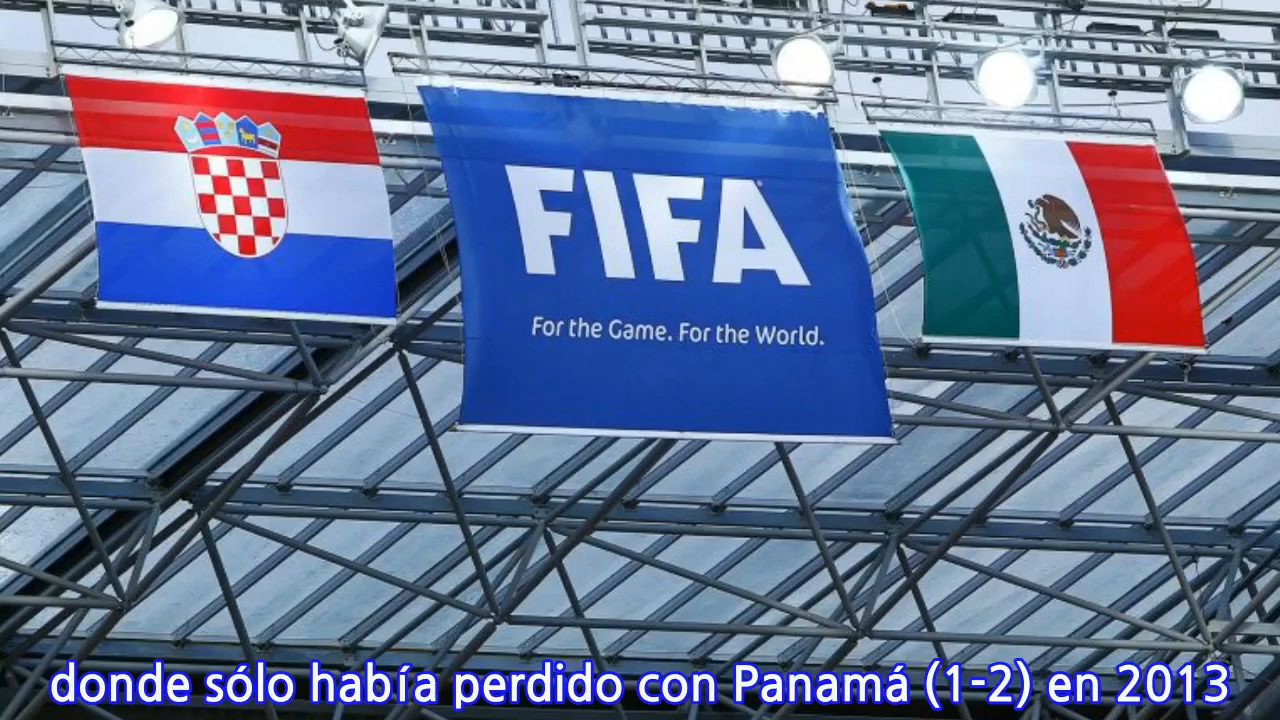 FIFA
For the Game. For the World.
donde sólo había perdido con Panamá (1-2) en 2013